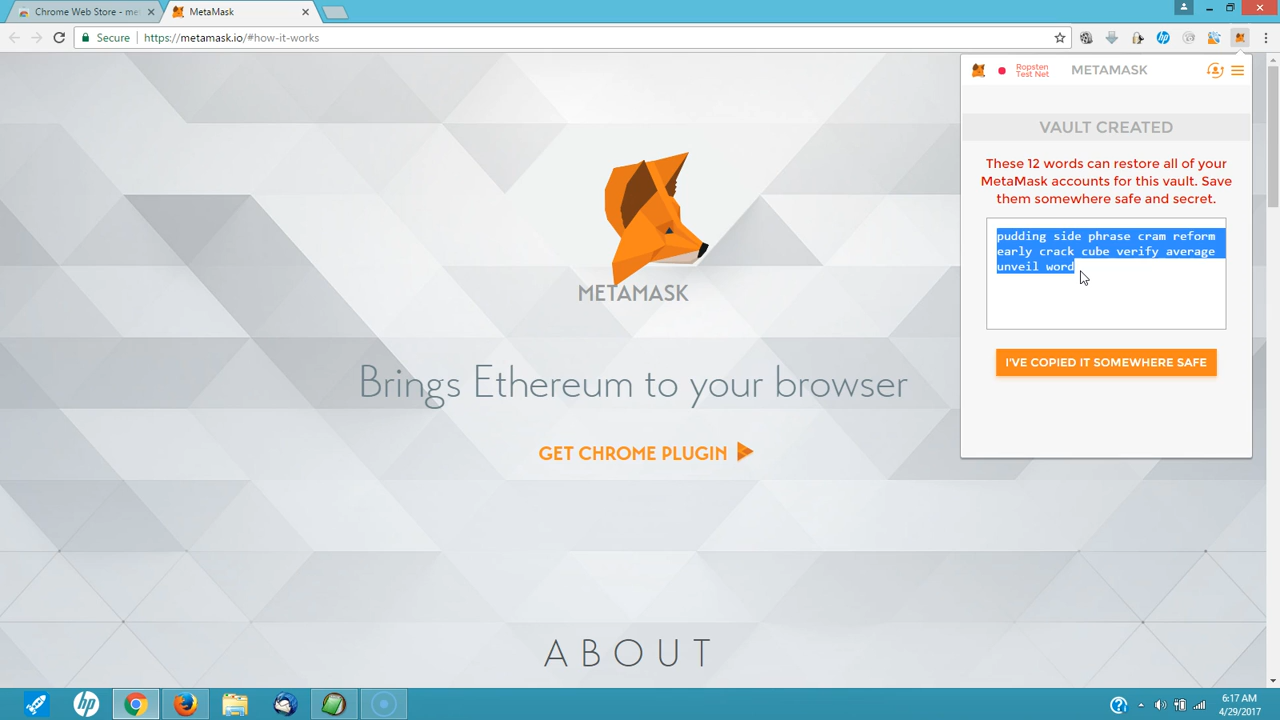 Chrome Web Store - me
MetaMask
Secure
https://metamask.io/#how-it-works
Ropsten
Test Net
METAMASK
VAULT CREATED
These 12 words can restore all of your
MetaMask accounts for this vault. Save
them somewhere safe and secret.
pudding side phrase cram reform
early crack cube verify average
unveil word
I'VE COPIED IT SOMEWHERE SAFE
METAMASK
Brings Ethereum to your browser
GET CHROME PLUGIN
ABOUT
6:17 AM
4/29/2017